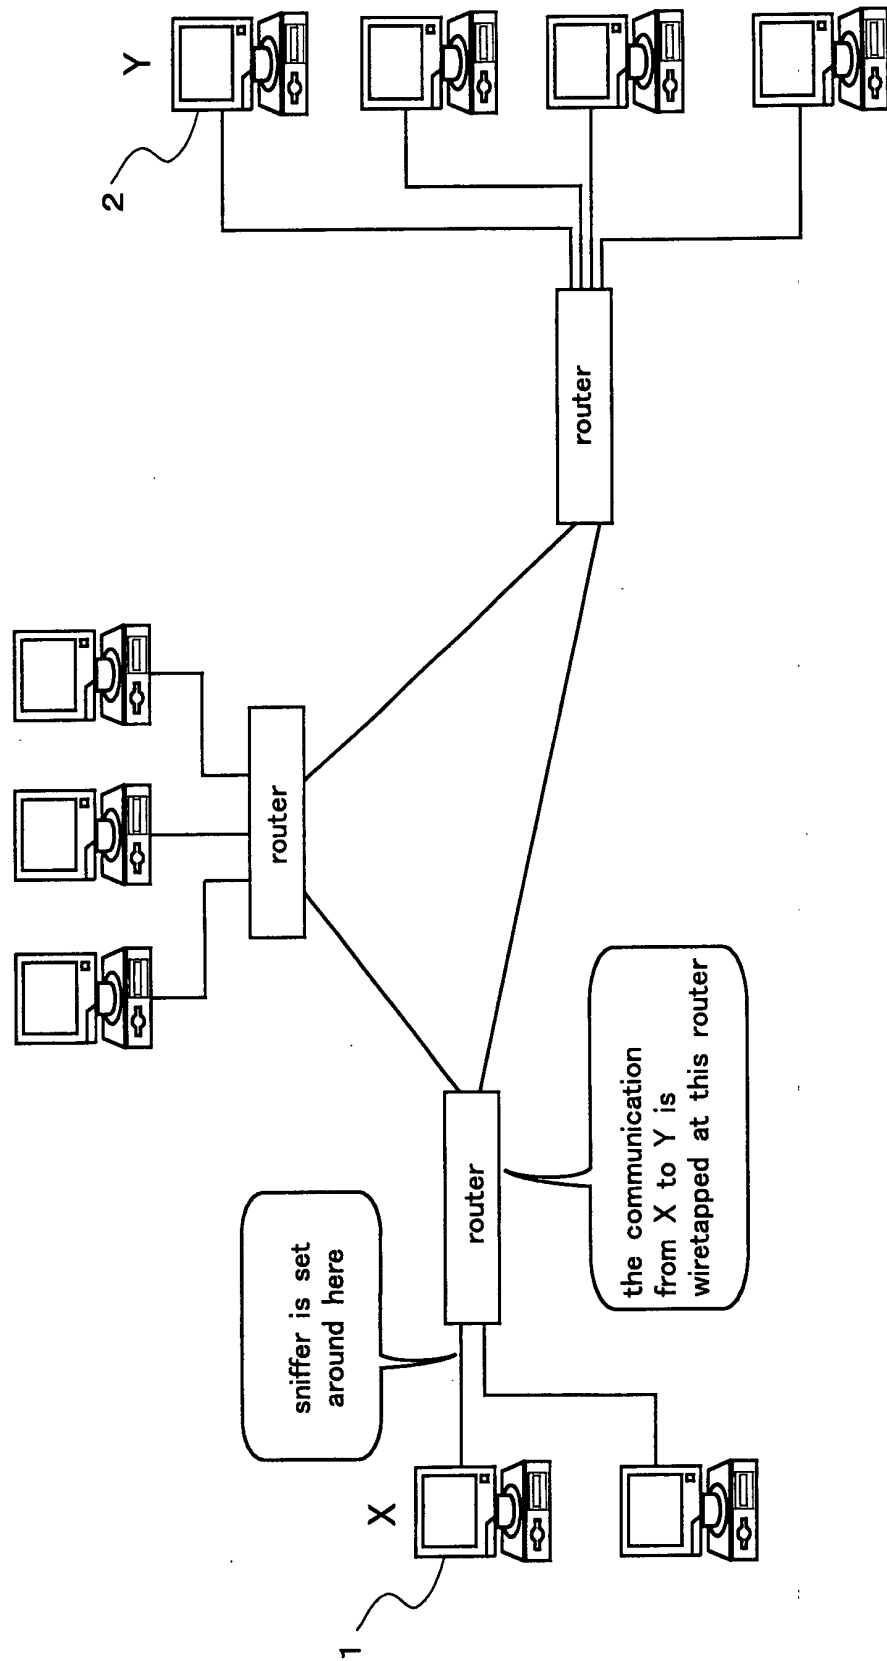 1
X
sniffer is set
around here
router
the communication
from X to Y is
wiretapped at this router
router
router
2
Y